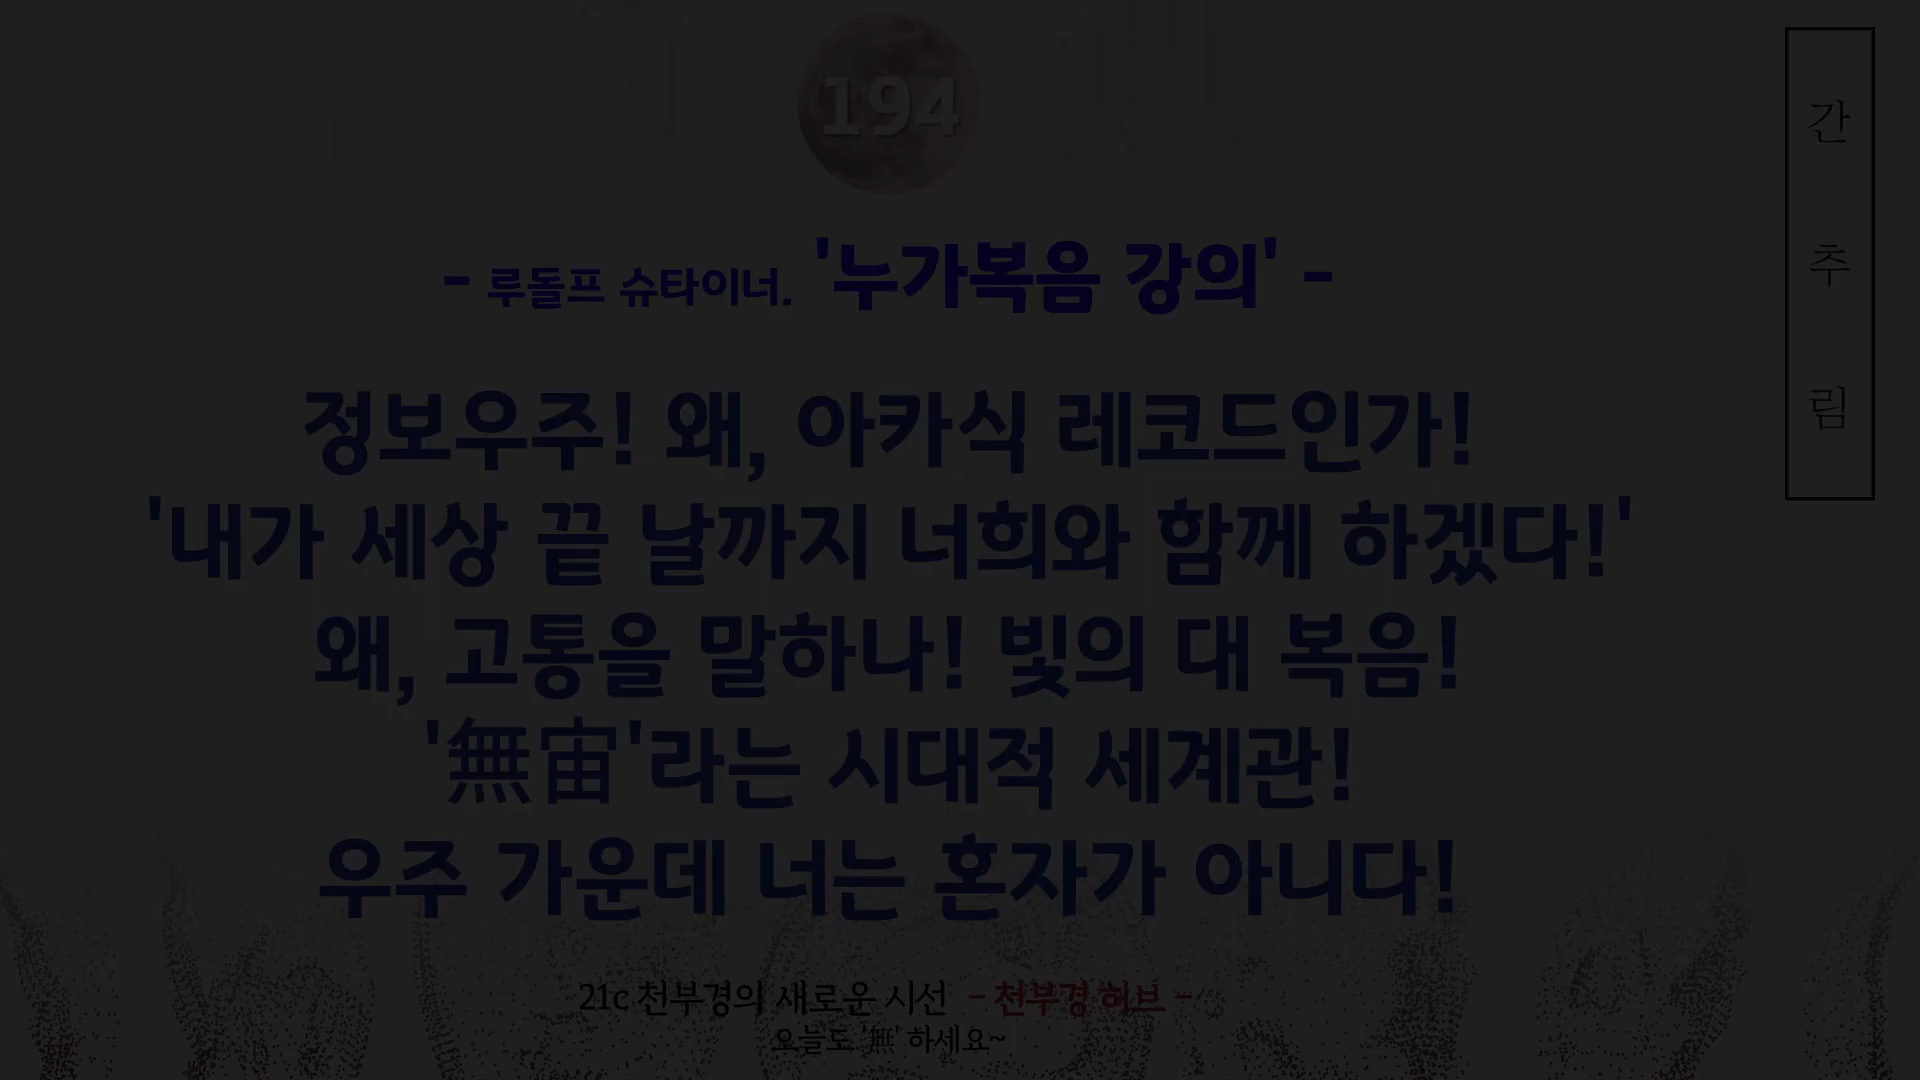 194
- 루돌프 슈타이너. '누가복음 강의' -
정보우주! 왜, 아카식 레코드인가!
'내가 세상 끝 날까지 너희와 함께 하겠다!'
왜, 고통을 말하나! 빛의 대 복음!
'無宙'라는 시대적 세계관!
우주 가운데 너는 혼자가 아니다!
21c 천부경의 새로운 시선 - 천부경 허브 -
오늘도 '無' 하세요~
간
추
림